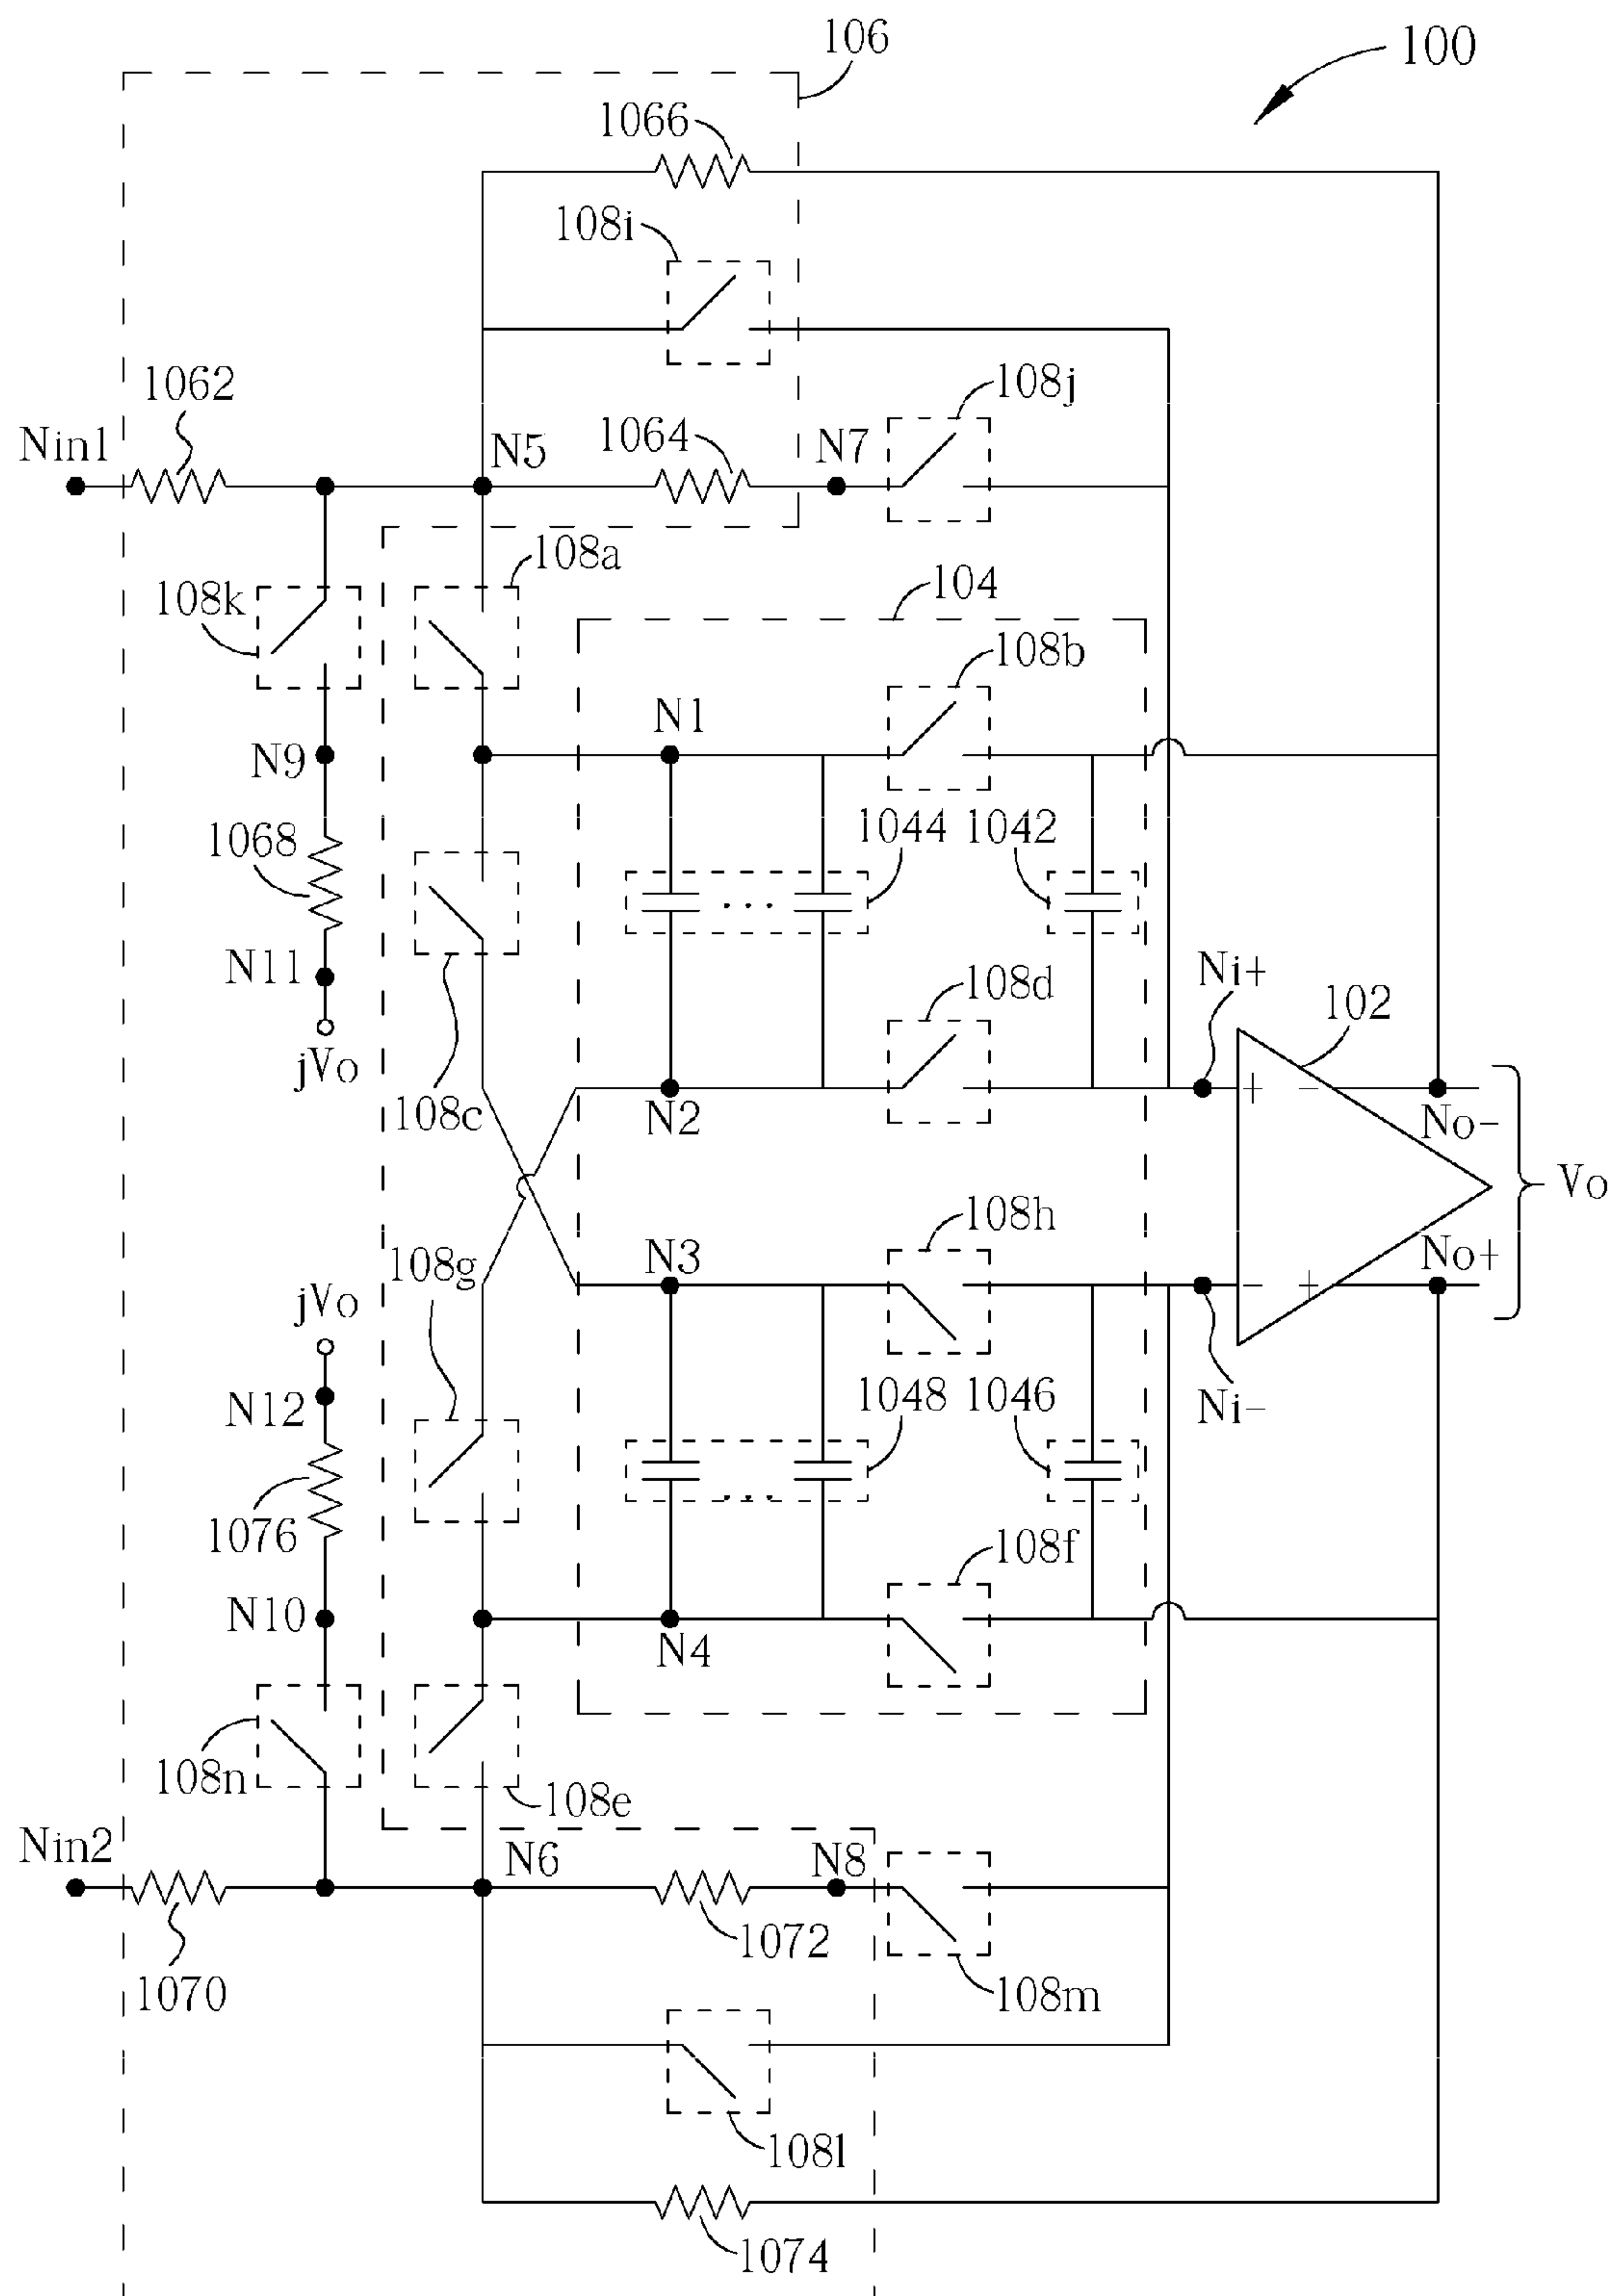 106
100
1066
108i
1062
108j
Nin1
N5
1064
N7
108a
108k
104
108b
N1
N9
1044
1042
1068
N11
108d
Ni+
102
jVo
108c
N2
+
−
No−
Vo
108h
N3
108g
No+
−
+
jVo
N12
1048
1046
Ni−
1076
108f
N10
N4
108n
108e
Nin2
N6
N8
1072
1070
108m
108l
1074